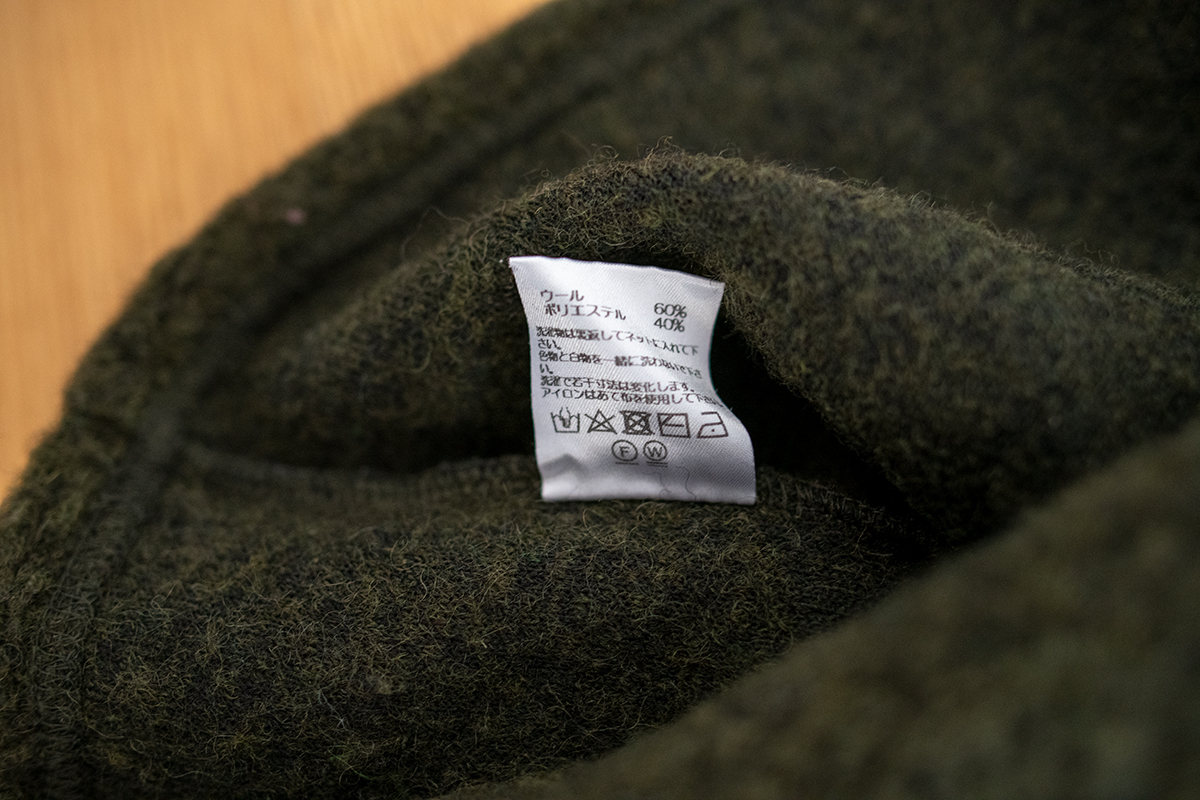 ウール 60%
ポリエステル 40%
洗濯物は裏返してネットに入れて下
さい。
色物と白物を一緒に洗わないで下さ
い。
洗濯で若干寸法は変化します。
アイロンはあて布を使用して下さい
F W